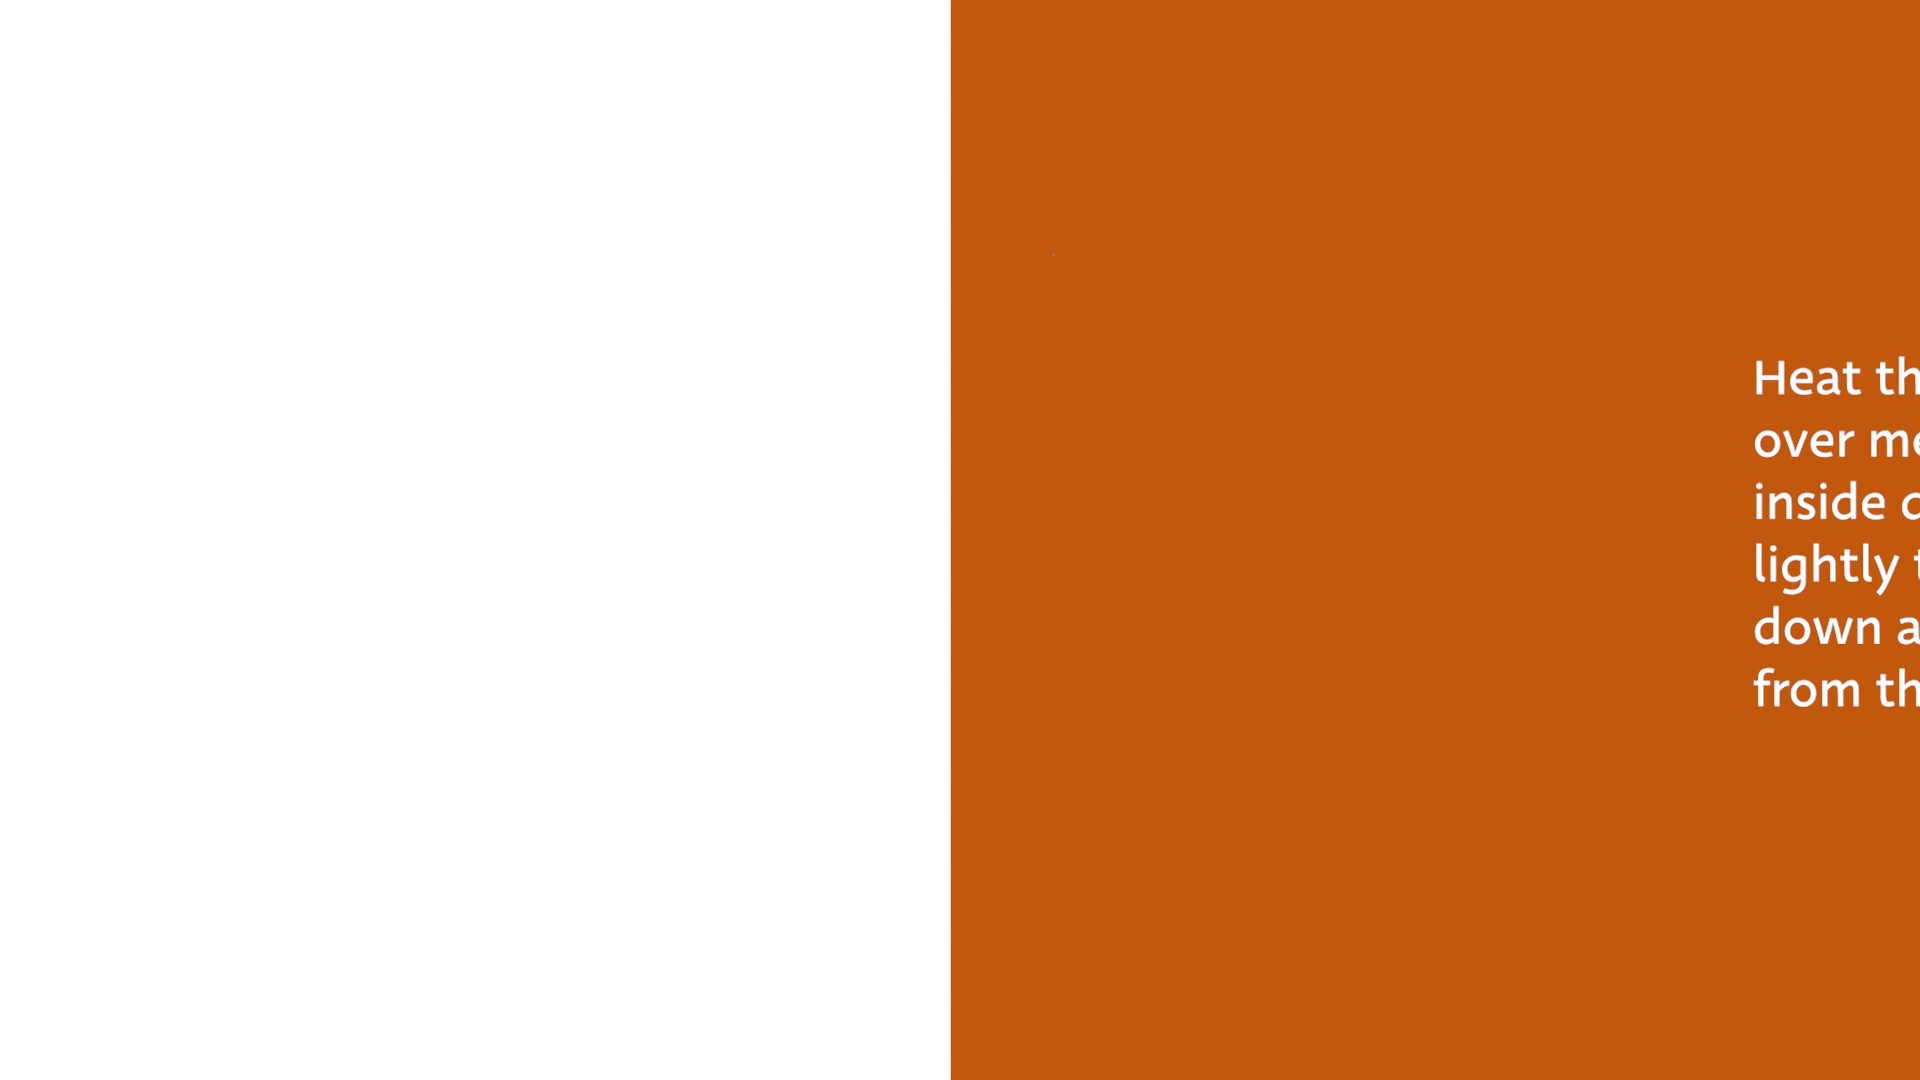 Heat th
over me
inside
lightly
down a
from th